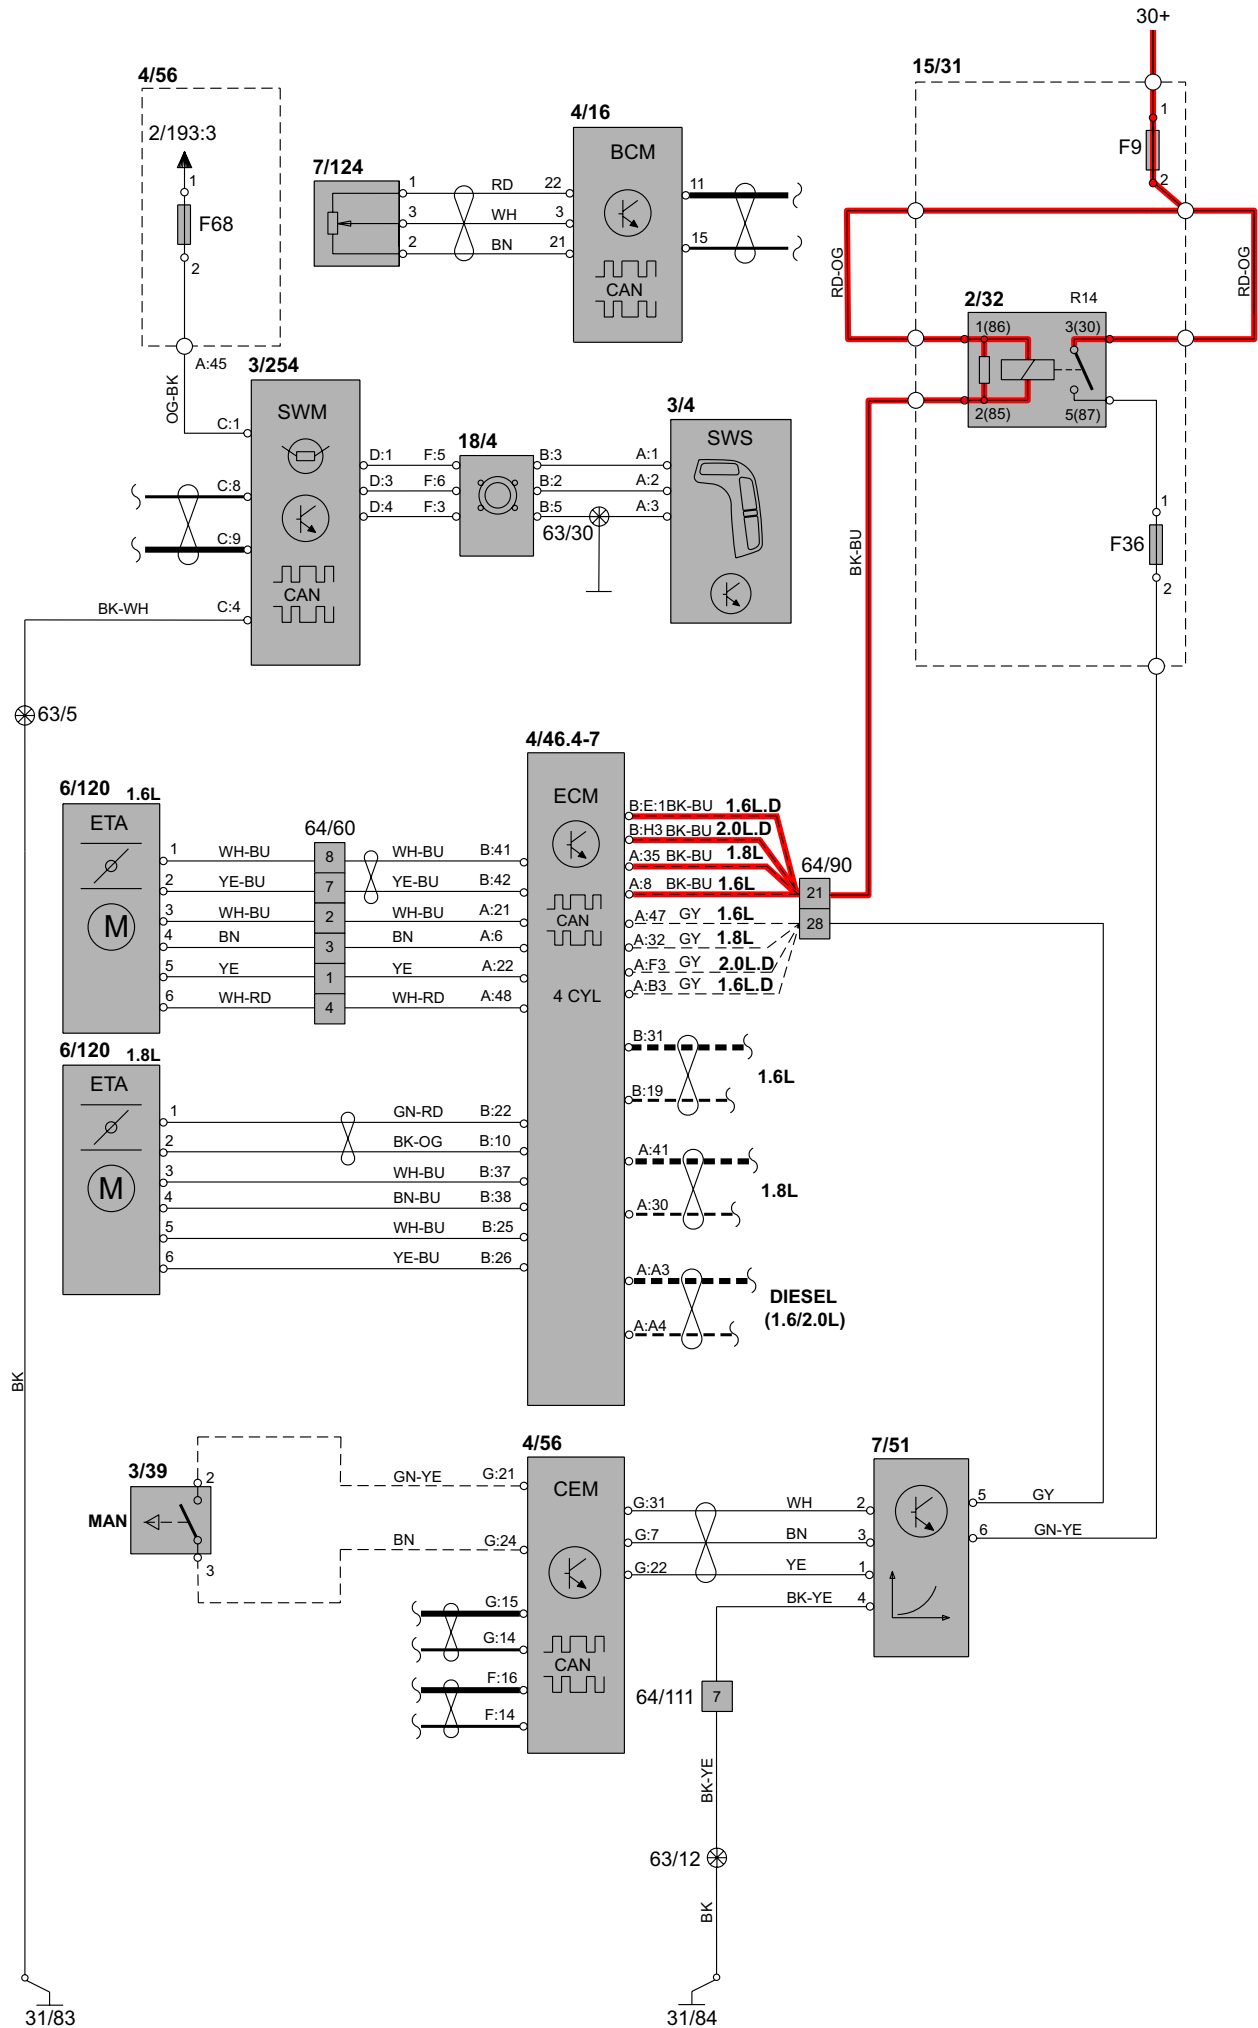 30+
15/31
4/56
1
2/193:3
F9
4/16
BCM
2
7/124
1
F68
1 RD 22
11
3 WH 3
2
2 BN 21
15
RD-OG
RD-OG
CAN
2/32 R14
1(86) 3(30)
A:45
3/254
OG-BK
SWM
3/4
2(85) 5(87)
C:1
18/4
SWS
D:1 F:5 B:3 A:1
D:3 F:6 B:2 A:2
C:8
D:4 F:3 B:5 A:3
1
63/30
F36
C:9
BK-BU
CAN
2
BK-WH C:4
63/5
4/46.4-7
6/120 1.6L
ECM
ETA
B:E:1 BK-BU 1.6L.D
64/60
B:H3 BK-BU 2.0L.D
1 WH-BU 8 WH-BU B:41
A:35 BK-BU 1.8L
64/90
2 YE-BU 7 YE-BU B:42
A:8 BK-BU 1.6L 21
3 WH-BU 2 WH-BU A:21
A:47 GY 1.6L 28
M
CAN
4 BN 3 BN A:6
A:32 GY 1.8L
5 YE 1 YE A:22
A:F3 GY 2.0L.D
A:B3 GY 1.6L.D
6 WH-RD 4 WH-RD A:48
4 CYL
B:31
6/120 1.8L
1.6L
ETA
B:19
1 GN-RD B:22
2 BK-OG B:10
A:41
3 WH-BU B:37
M
1.8L
4 BN-BU B:38
A:30
5 WH-BU B:25
6 YE-BU B:26
A:A3
DIESEL
(1.6/2.0L)
A:A4
BK
4/56
7/51
3/39
2 GN-YE G:21
CEM
5 GY
G:31 WH 2
MAN
6 GN-YE
G:7 BN 3
BN G:24
3
G:22 YE 1
BK-YE 4
G:15
G:14
CAN
F:16
64/111 7
F:14
BK-YE
63/12
BK
31/83
31/84